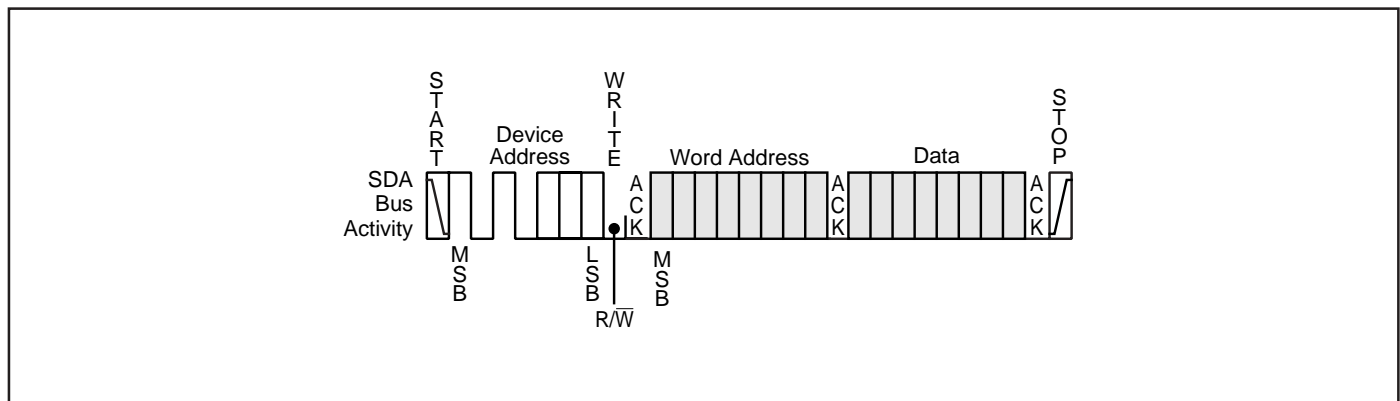 START
WRITE
STOP
Device
Address
Word Address
Data
SDA
Bus
Activity
ACK
ACK
ACK
MSB
LSB
MSB
R/W̅